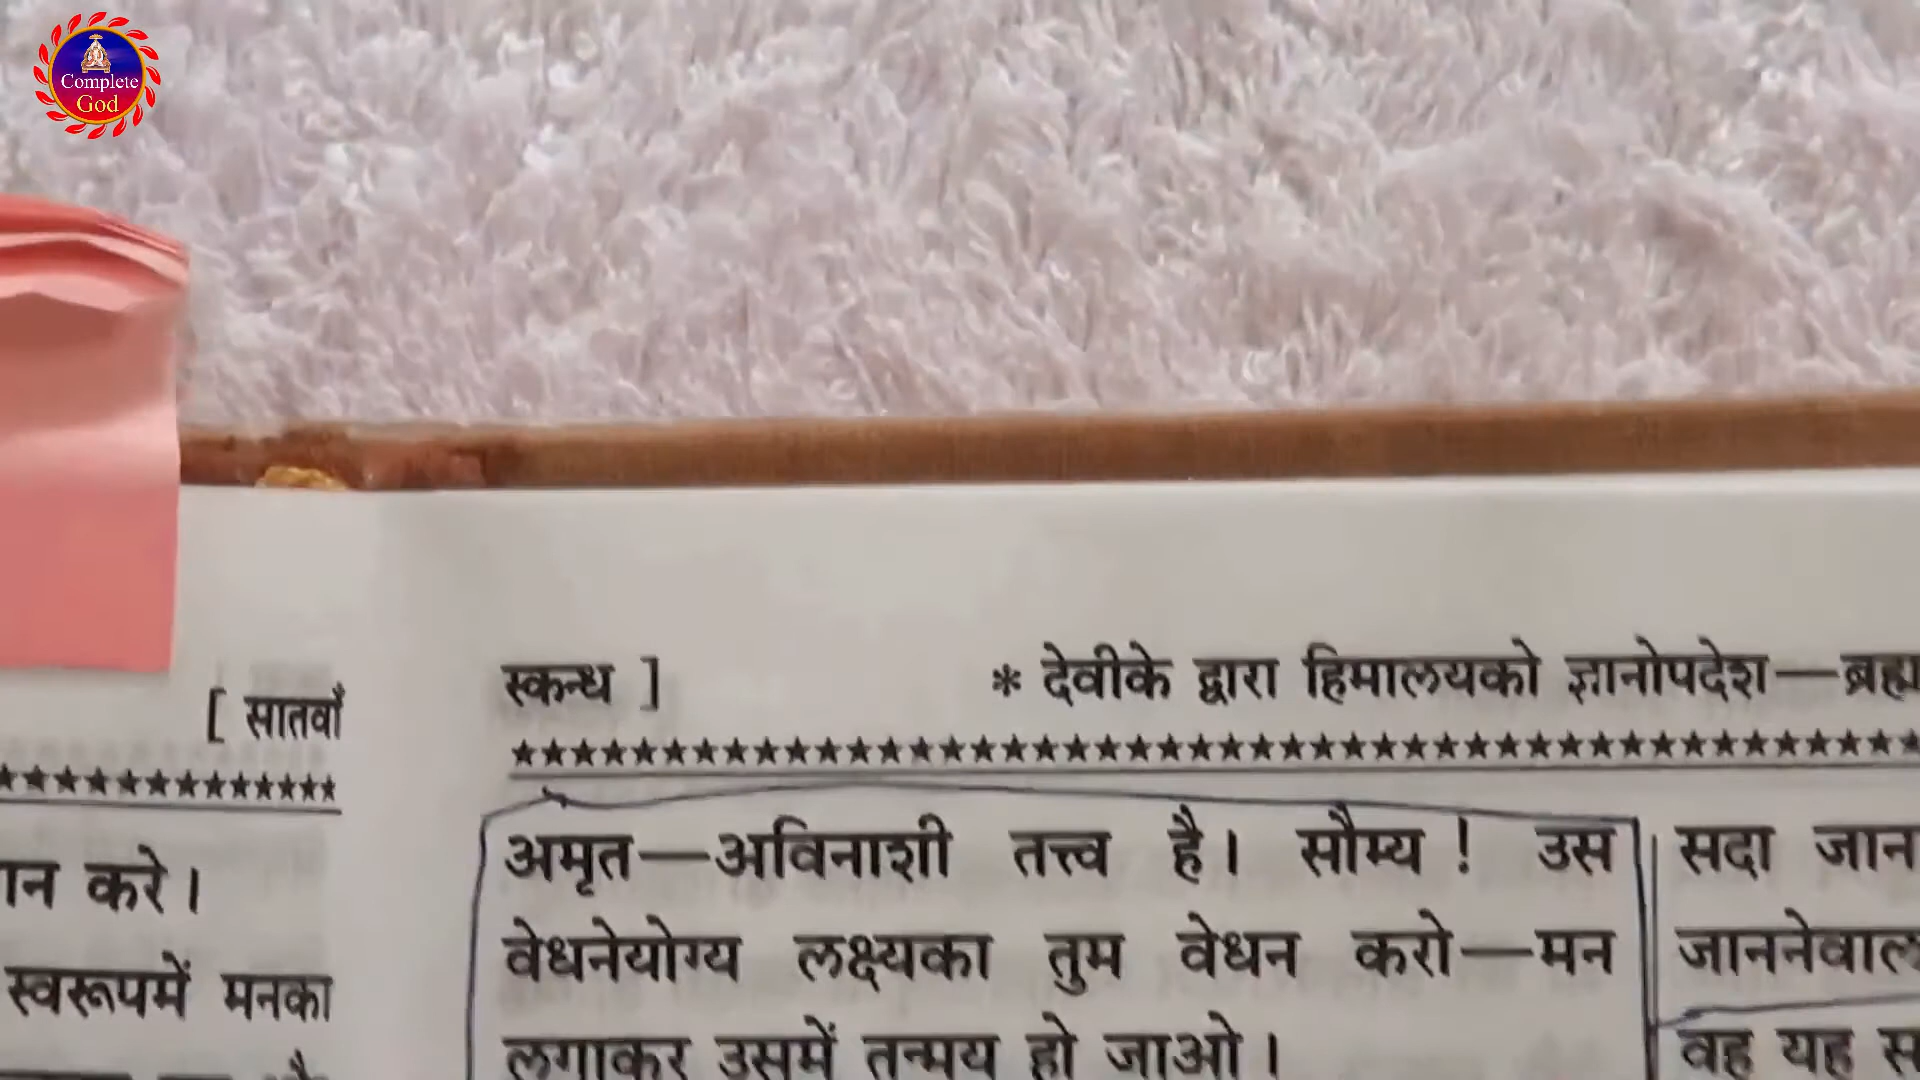 Complete
God
[ सातवाँ
ान करे।
स्वरूपमें मनका
स्कन्ध ]
* देवीके द्वारा हिमालयको ज्ञानोपदेश—ब्रह्म
अमृत—अविनाशी तत्त्व है। सौम्य ! उस
वेधनेयोग्य लक्ष्यका तुम वेधन करो—मन
लगाकर उसमें तन्मय हो जाओ।
सदा जान
जाननेवाल
वह यह स